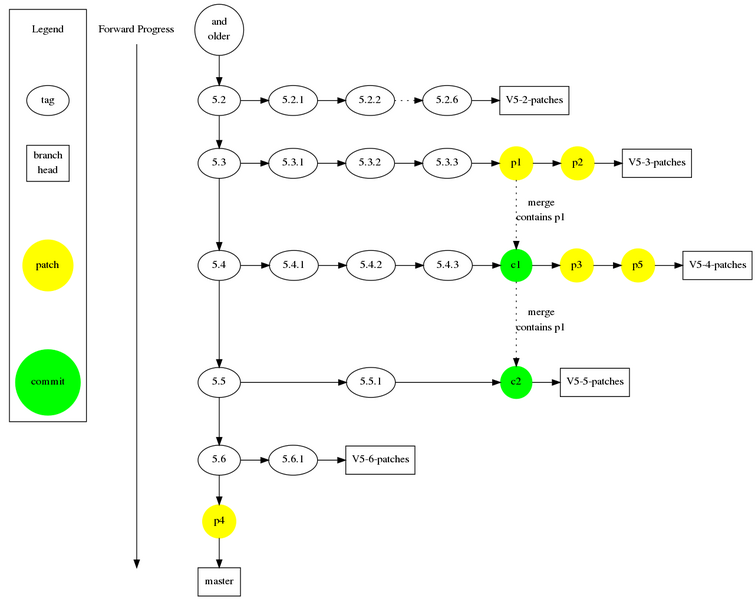 Legend
Forward Progress
and
older
tag
5.2
5.2.1
5.2.2
5.2.6
V5-2-patches
branch
head
5.3
5.3.1
5.3.2
5.3.3
p1
p2
V5-3-patches
merge
contains p1
patch
5.4
5.4.1
5.4.2
5.4.3
c1
p3
p5
V5-4-patches
merge
contains p1
commit
5.5
5.5.1
c2
V5-5-patches
5.6
5.6.1
V5-6-patches
p4
master